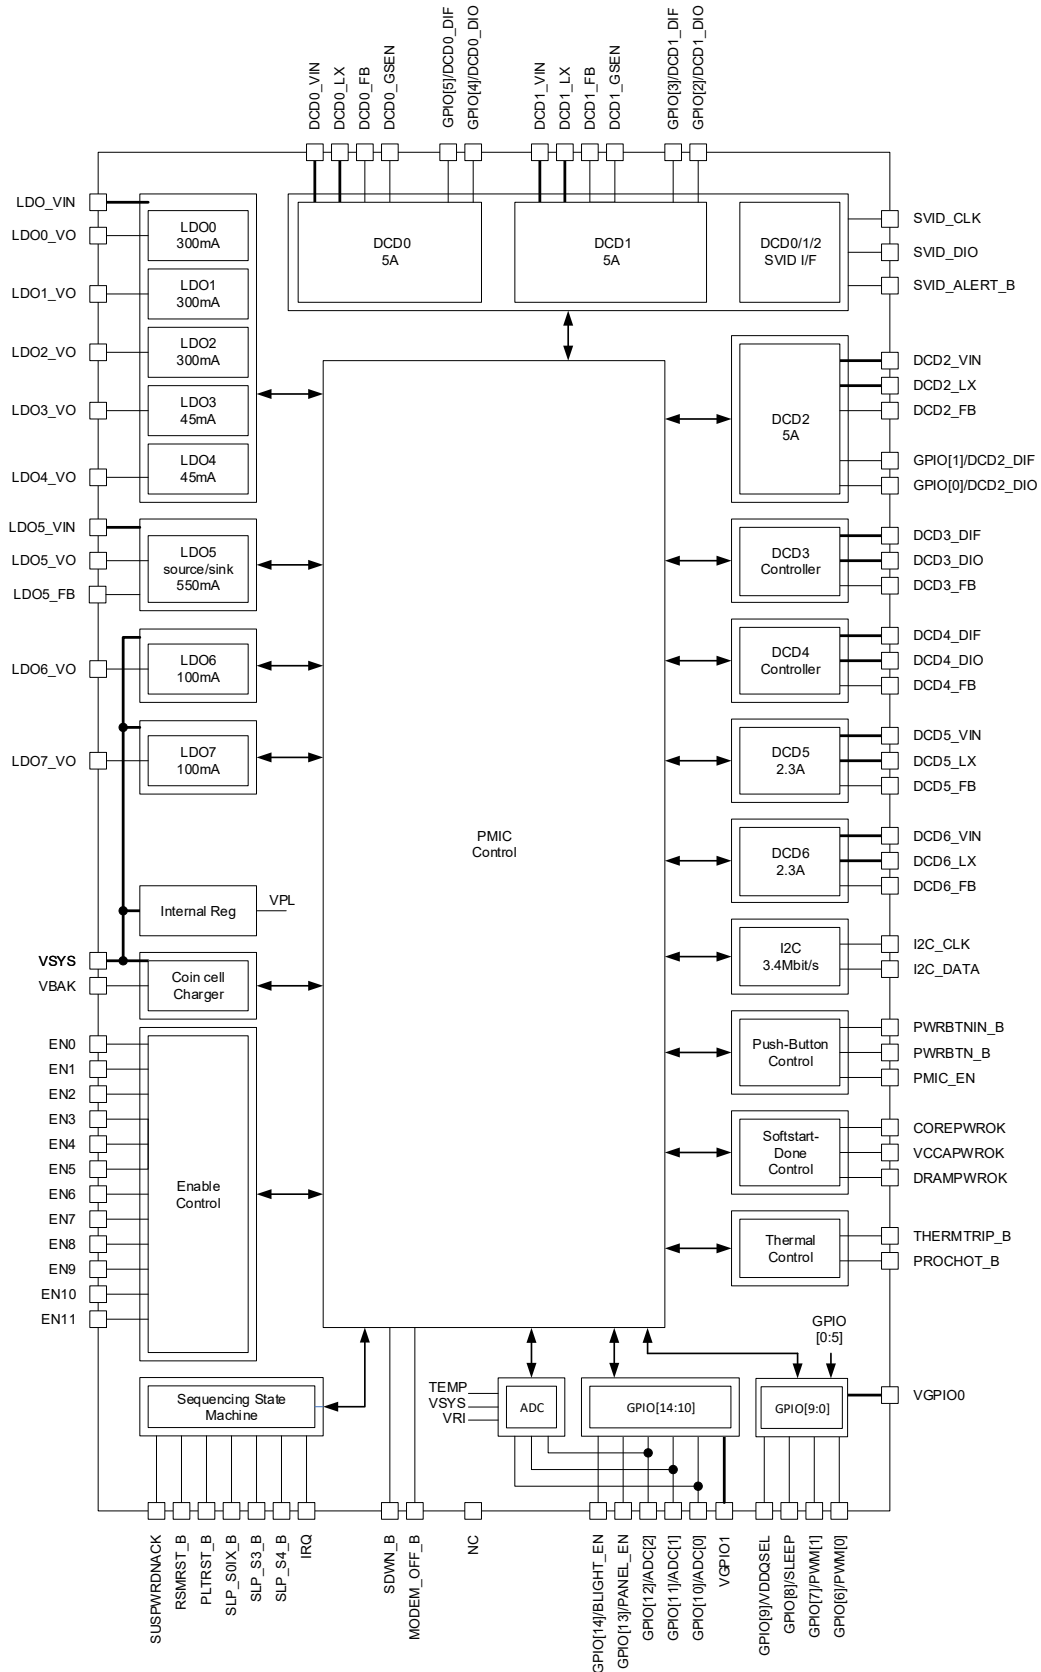 DCD0_VIN
DCD0_LX
DCD0_FB
DCD0_GSEN
GPIO[5]/DCD0_DIF
GPIO[4]/DCD0_DIO
DCD1_VIN
DCD1_LX
DCD1_FB
DCD1_GSEN
GPIO[3]/DCD1_DIF
GPIO[2]/DCD1_DIO
LDO_VIN
LDO0_VO
LDO1_VO
LDO2_VO
LDO3_VO
LDO4_VO
LDO5_VIN
LDO5_VO
LDO5_FB
LDO6_VO
LDO7_VO
VSYS
VBAK
EN0
EN1
EN2
EN3
EN4
EN5
EN6
EN7
EN8
EN9
EN10
EN11
LDO0
300mA
LDO1
300mA
LDO2
300mA
LDO3
45mA
LDO4
45mA
LDO5
source/sink
550mA
LDO6
100mA
LDO7
100mA
Internal Reg
VPL
Coin cell
Charger
Enable
Control
Sequencing State
Machine
DCD0
5A
DCD1
5A
DCD0/1/2
SVID I/F
PMIC
Control
DCD2
5A
DCD3
Controller
DCD4
Controller
DCD5
2.3A
DCD6
2.3A
I2C
3.4Mbit/s
Push-Button
Control
Softstart-
Done
Control
Thermal
Control
GPIO
[0:5]
TEMP
VSYS
VRI
ADC
GPIO[14:10]
GPIO[9:0]
SVID_CLK
SVID_DIO
SVID_ALERT_B
DCD2_VIN
DCD2_LX
DCD2_FB
GPIO[1]/DCD2_DIF
GPIO[0]/DCD2_DIO
DCD3_DIF
DCD3_DIO
DCD3_FB
DCD4_DIF
DCD4_DIO
DCD4_FB
DCD5_VIN
DCD5_LX
DCD5_FB
DCD6_VIN
DCD6_LX
DCD6_FB
I2C_CLK
I2C_DATA
PWRBTNIN_B
PWRBTN_B
PMIC_EN
COREPWROK
VCCAPWROK
DRAMPWROK
THERMTRIP_B
PROCHOT_B
VGPIO0
SUSPWRDNACK
RSMRST_B
PLTRST_B
SLP_S0IX_B
SLP_S3_B
SLP_S4_B
IRQ
SDWN_B
MODEM_OFF_B
NC
GPIO[14]/BLIGHT_EN
GPIO[13]/PANEL_EN
GPIO[12]/ADC[2]
GPIO[11]/ADC[1]
GPIO[10]/ADC[0]
VGPIO1
GPIO[9]/VDDQSEL
GPIO[8]/SLEEP
GPIO[7]/PWM[1]
GPIO[6]/PWM[0]